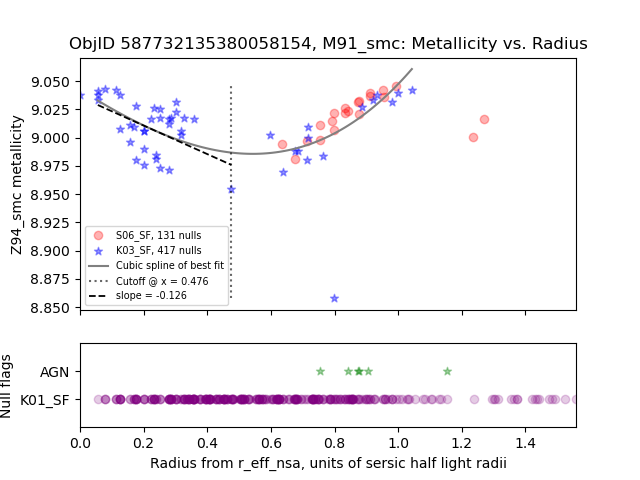 ObjID 587732135380058154, M91_smc: Metallicity vs. Radius
Z94_smc metallicity
9.050
9.025
9.000
8.975
8.950
8.925
8.900
8.875
8.850
S06_SF, 131 nulls
K03_SF, 417 nulls
Cubic spline of best fit
Cutoff @ x = 0.476
slope = -0.126
Null flags
AGN
K01_SF
0.0 0.2 0.4 0.6 0.8 1.0 1.2 1.4
Radius from r_eff_nsa, units of sersic half light radii